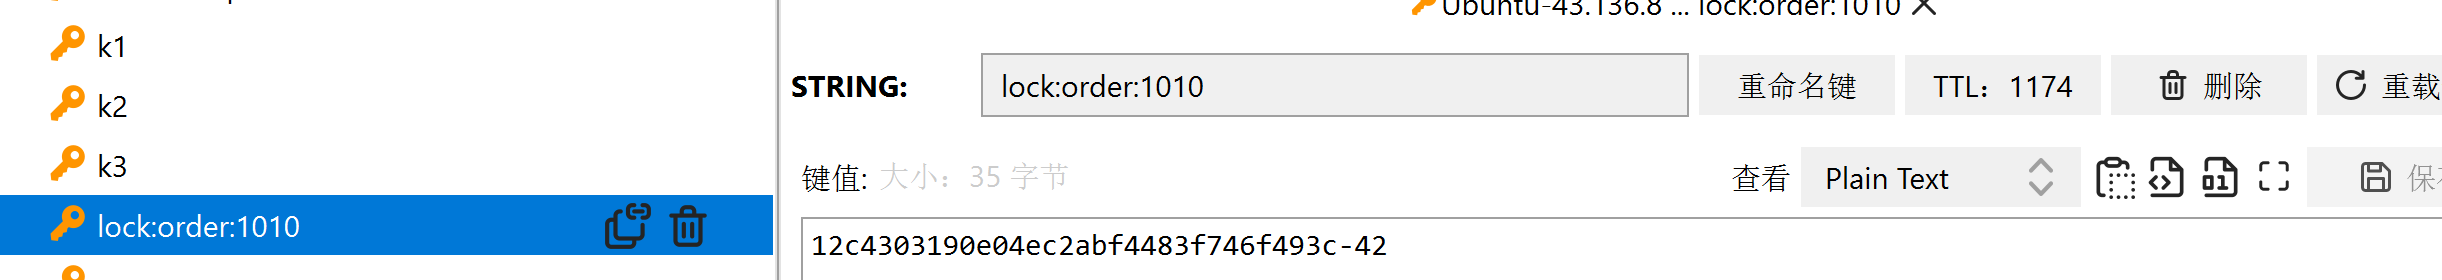 k1
k2
k3
lock:order:1010
Ubuntu-43.136.8 ... lock:order:1010
STRING: lock:order:1010 重命名键 TTL：1174 删除 重载
键值: 大小：35 字节 查看 Plain Text
12c4303190e04ec2abf4483f746f493c-42